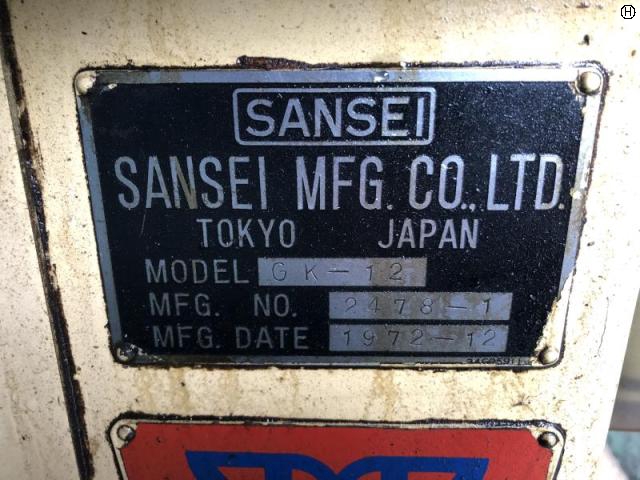 SANSEI
SANSEI MFG. CO., LTD.
TOKYO JAPAN
MODEL GK-12
MFG. NO. 2478-1
MFG. DATE 1972-12
H